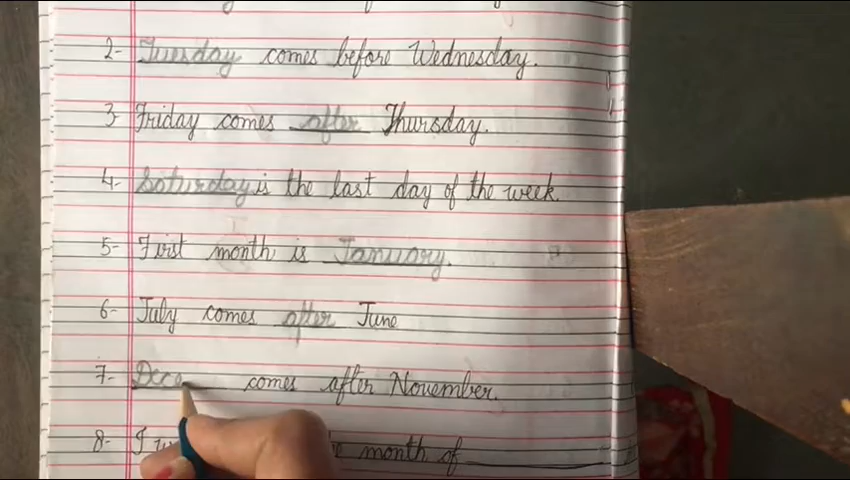 2- Tuesday comes before Wednesday.
3- Friday comes after Thursday.
4- Saturday is the last day of the week.
5- First month is January.
6- July comes after June
7- Dece comes after November.
8- month of